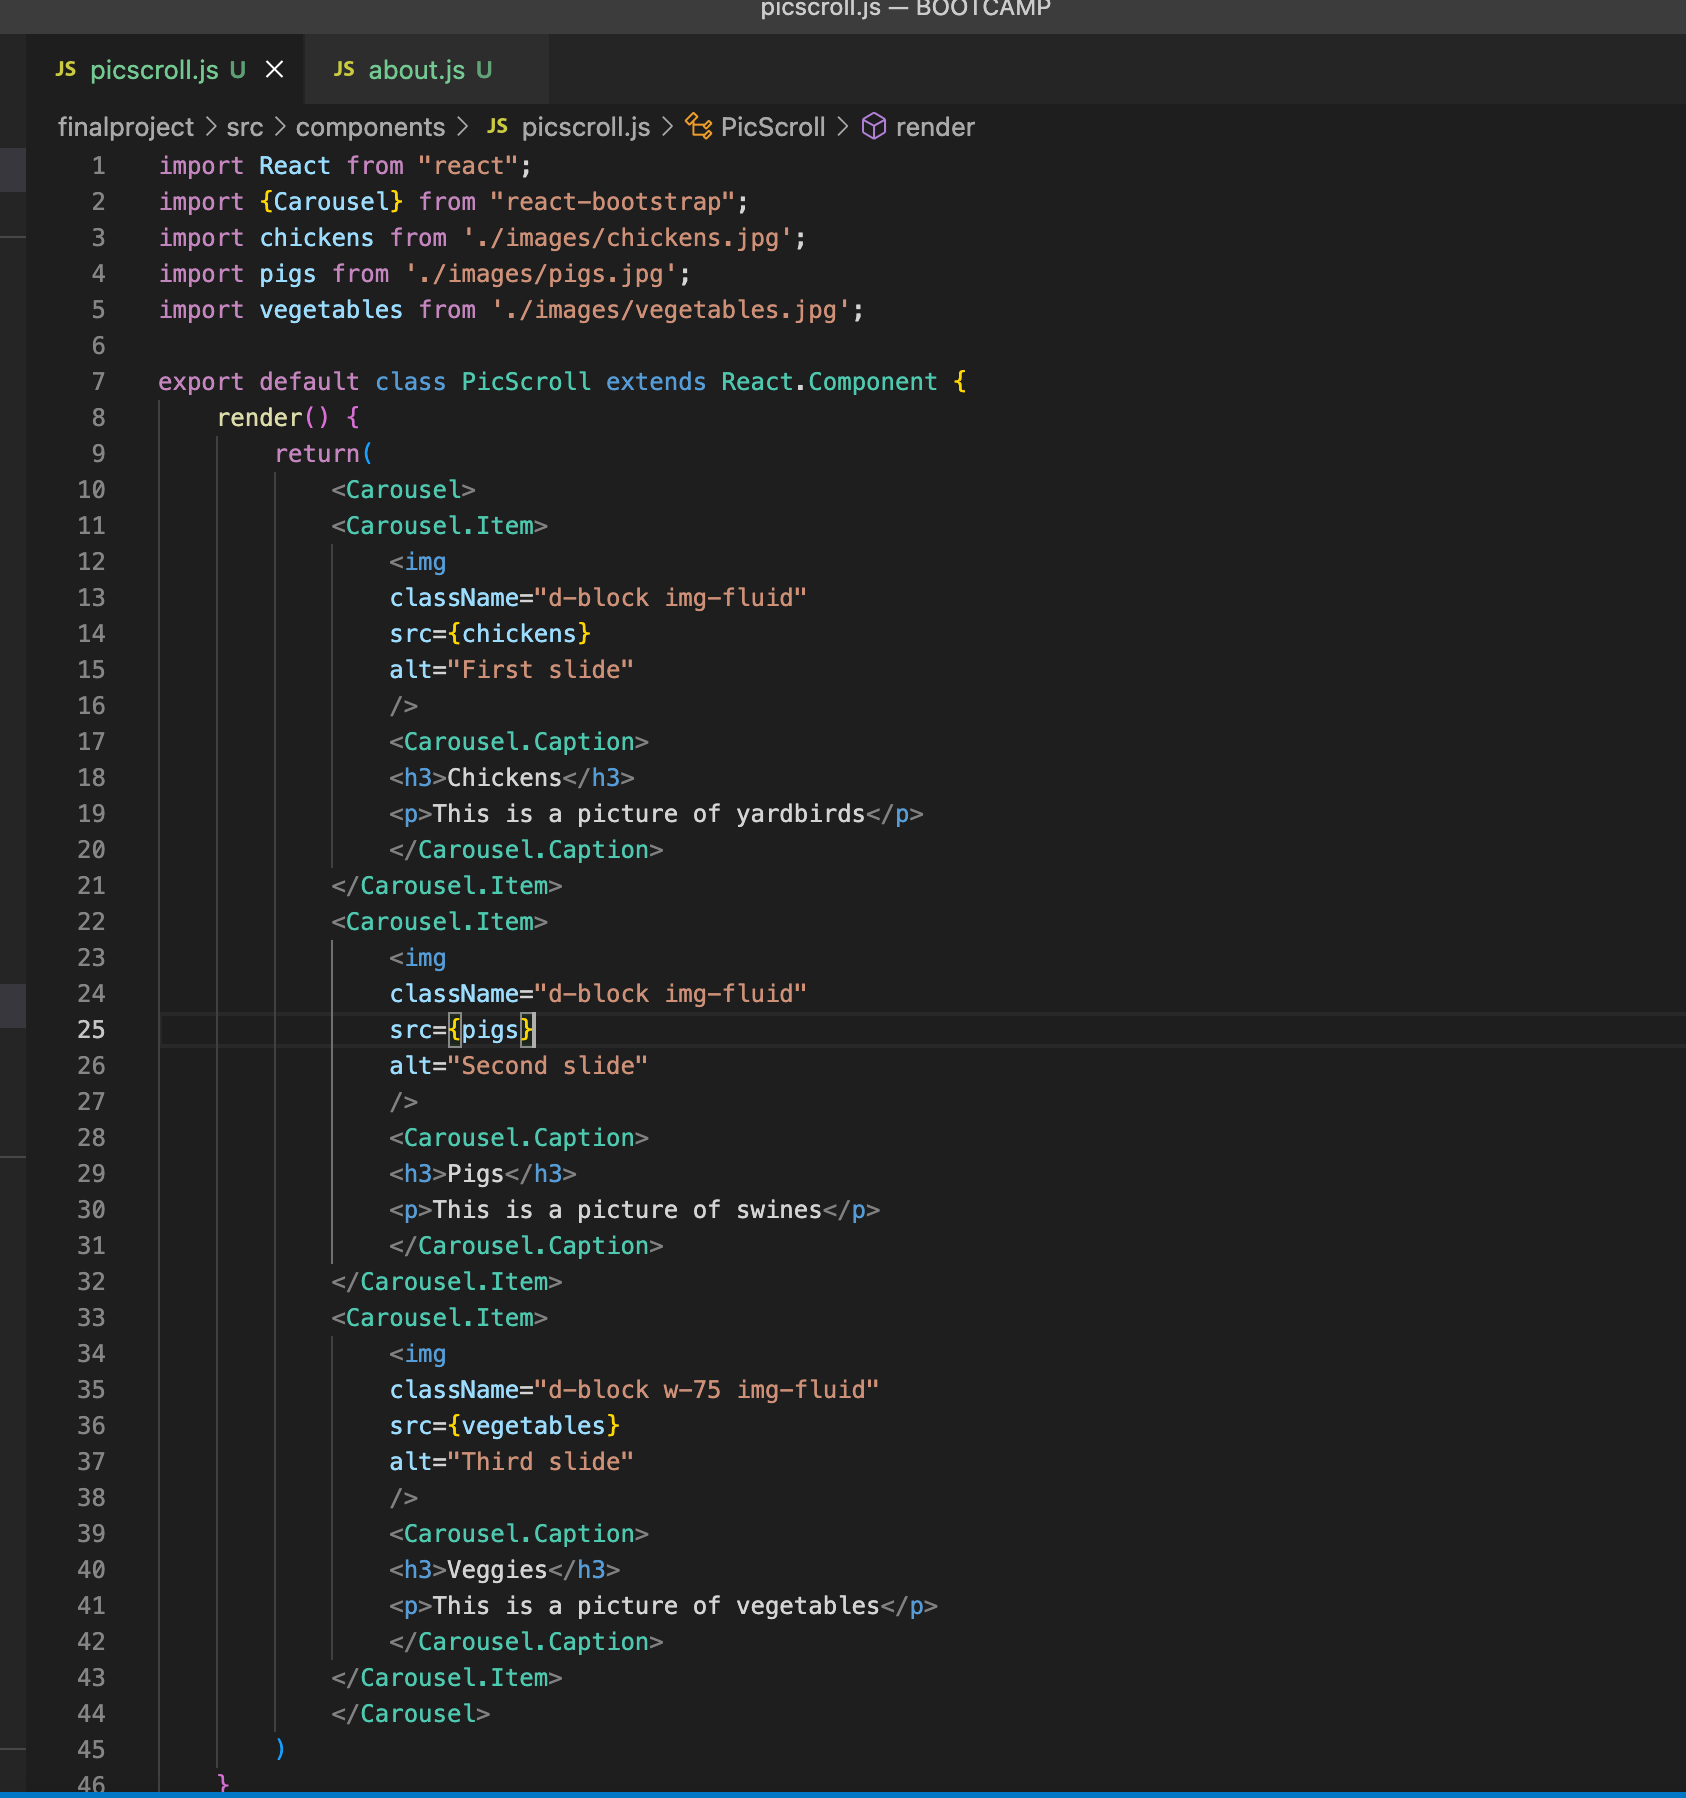 picscroll.js — BOOTCAMP
JS picscroll.js U JS about.js U
finalproject > src > components > JS picscroll.js > PicScroll > render
1 import React from "react";
2 import {Carousel} from "react-bootstrap";
3 import chickens from './images/chickens.jpg';
4 import pigs from './images/pigs.jpg';
5 import vegetables from './images/vegetables.jpg';
6
7 export default class PicScroll extends React.Component {
8 render() {
9 return(
10 <Carousel>
11 <Carousel.Item>
12 <img
13 className="d-block img-fluid"
14 src={chickens}
15 alt="First slide"
16 />
17 <Carousel.Caption>
18 <h3>Chickens</h3>
19 <p>This is a picture of yardbirds</p>
20 </Carousel.Caption>
21 </Carousel.Item>
22 <Carousel.Item>
23 <img
24 className="d-block img-fluid"
25 src={pigs}
26 alt="Second slide"
27 />
28 <Carousel.Caption>
29 <h3>Pigs</h3>
30 <p>This is a picture of swines</p>
31 </Carousel.Caption>
32 </Carousel.Item>
33 <Carousel.Item>
34 <img
35 className="d-block w-75 img-fluid"
36 src={vegetables}
37 alt="Third slide"
38 />
39 <Carousel.Caption>
40 <h3>Veggies</h3>
41 <p>This is a picture of vegetables</p>
42 </Carousel.Caption>
43 </Carousel.Item>
44 </Carousel>
45 )
46 }